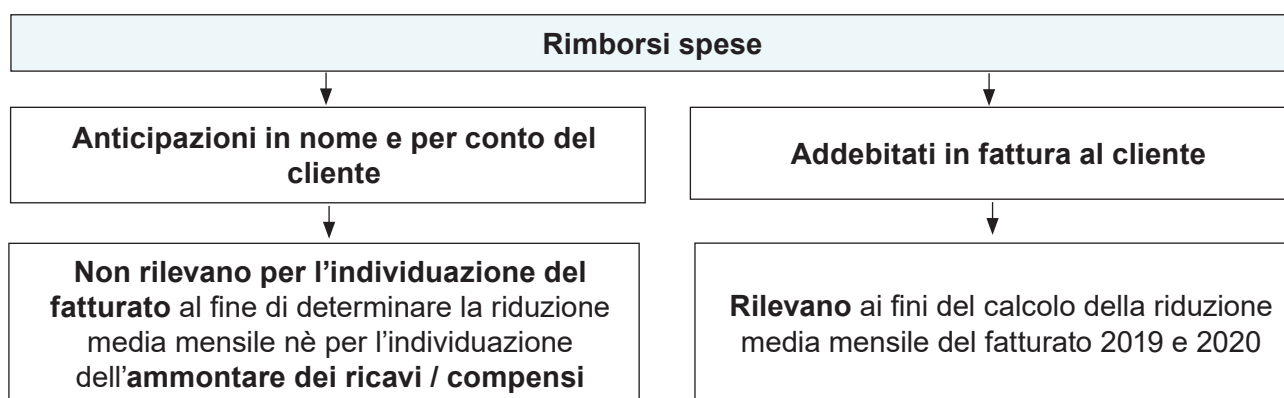 Rimborsi spese
Anticipazioni in nome e per conto del
cliente
Addebitati in fattura al cliente
Non rilevano per l'individuazione del
fatturato al fine di determinare la riduzione
media mensile nè per l'individuazione
dell'ammontare dei ricavi / compensi
Rilevano ai fini del calcolo della riduzione
media mensile del fatturato 2019 e 2020